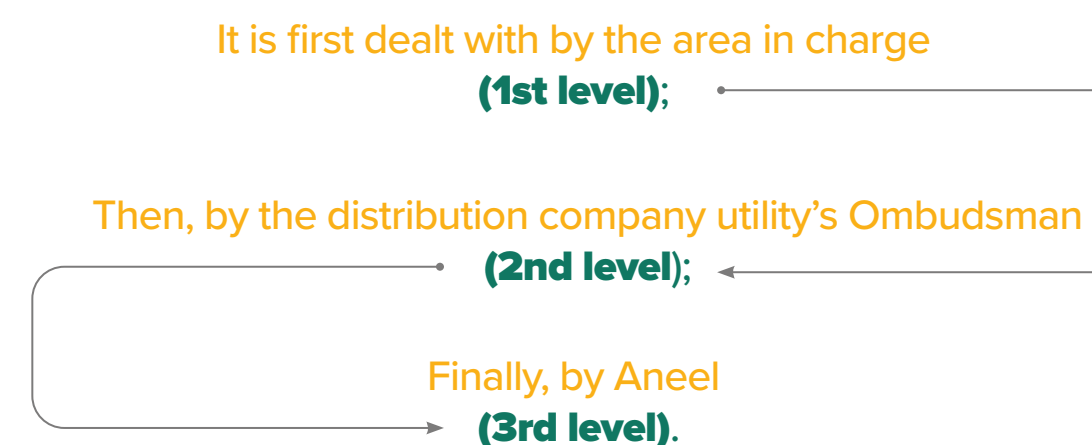 It is first dealt with by the area in charge
(1st level);
Then, by the distribution company utility’s Ombudsman
(2nd level);
Finally, by Aneel
(3rd level).